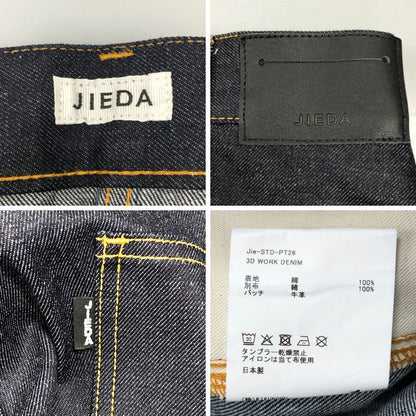 JIEDA
JIEDA
JIEDA
Jie-STD-PT26
3D WORK DENIM
表地 綿 100%
別布 綿 100%
パッチ 牛革
タンブラー乾燥禁止
アイロンは当て布使用
日本製